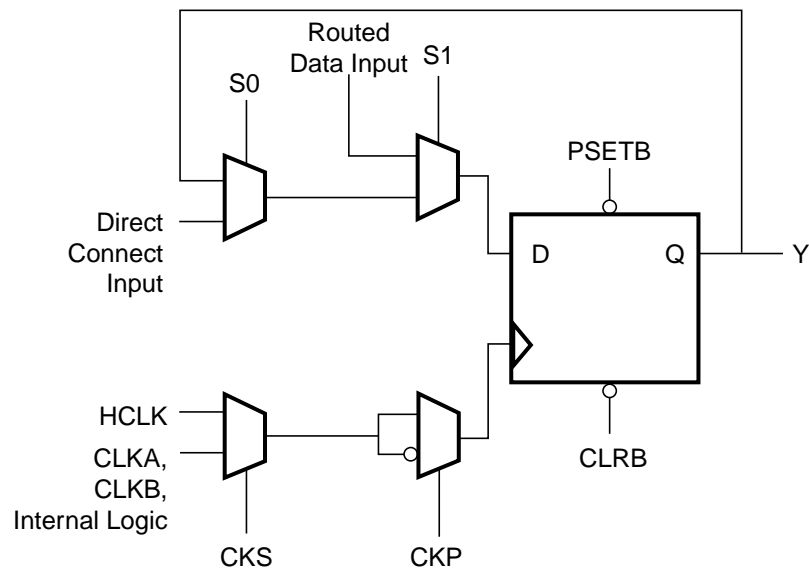 Routed
Data Input
S1
S0
PSETB
Direct
Connect
Input
D
Q
Y
HCLK
CLKA,
CLKB,
Internal Logic
CLRB
CKS
CKP